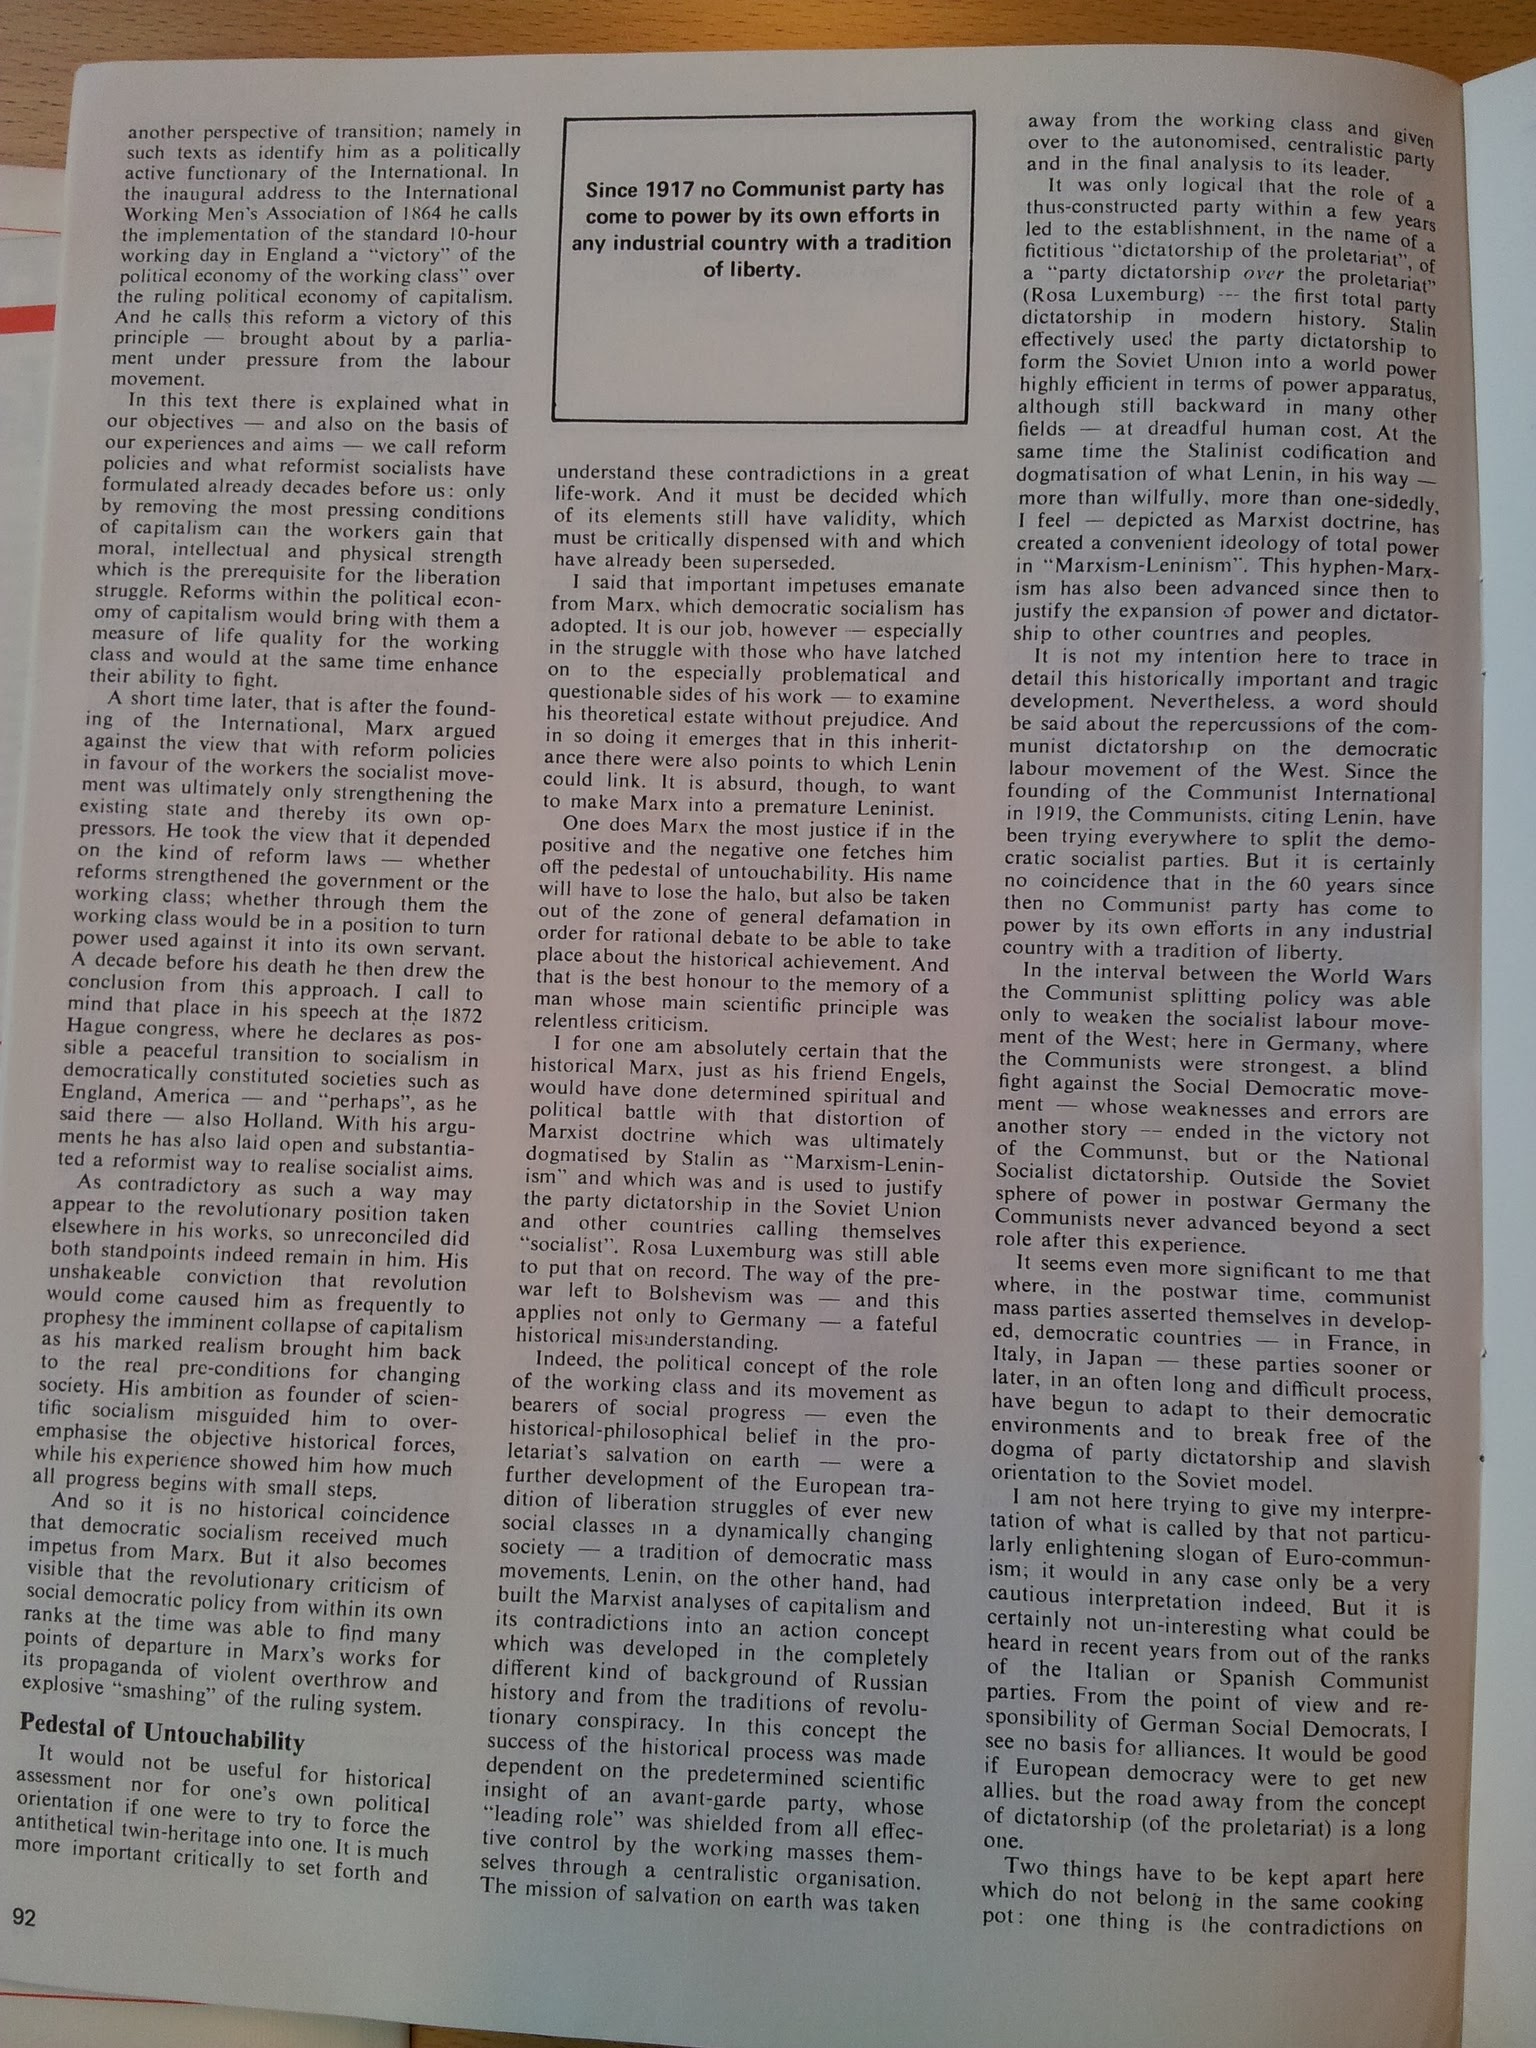 another perspective of transition; namely in
such texts as identify him as a politically
active functionary of the International. In
the inaugural address to the International
Working Men's Association of 1864 he calls
the implementation of the standard 10-hour
working day in England a "victory" of the
political economy of the working class" over
the ruling political economy of capitalism.
And he calls this reform a victory of this
principle — brought about by a parlia-
ment under pressure from the labour
movement.
In this text there is explained what in
our objectives — and also on the basis of
our experiences and aims — we call reform
policies and what reformist socialists have
formulated already decades before us: only
by removing the most pressing conditions
of capitalism can the workers gain that
moral, intellectual and physical strength
which is the prerequisite for the liberation
struggle. Reforms within the political econ-
omy of capitalism would bring with them a
measure of life quality for the working
class and would at the same time enhance
their ability to fight.
A short time later, that is after the found-
ing of the International, Marx argued
against the view that with reform policies
in favour of the workers the socialist move-
ment was ultimately only strengthening the
existing state and thereby its own op-
pressors. He took the view that it depended
on the kind of reform laws — whether
reforms strengthened the government or the
working class; whether through them the
working class would be in a position to turn
power used against it into its own servant.
A decade before his death he then drew the
conclusion from this approach. I call to
mind that place in his speech at the 1872
Hague congress, where he declares as pos-
sible a peaceful transition to socialism in
democratically constituted societies such as
England, America — and "perhaps", as he
said there — also Holland. With his argu-
ments he has also laid open and substantia-
ted a reformist way to realise socialist aims.
As contradictory as such a way may
appear to the revolutionary position taken
elsewhere in his works, so unreconciled did
both standpoints indeed remain in him. His
unshakeable conviction that revolution
would come caused him as frequently to
prophesy the imminent collapse of capitalism
as his marked realism brought him back
to the real pre-conditions for changing
society. His ambition as founder of scien-
tific socialism misguided him to over-
emphasise the objective historical forces,
while his experience showed him how much
all progress begins with small steps.
And so it is no historical coincidence
that democratic socialism received much
impetus from Marx. But it also becomes
visible that the revolutionary criticism of
social democratic policy from within its own
ranks at the time was able to find many
points of departure in Marx's works for
its propaganda of violent overthrow and
explosive "smashing" of the ruling system.
Pedestal of Untouchability
It would not be useful for historical
assessment nor for one's own political
orientation if one were to try to force the
antithetical twin-heritage into one. It is much
more important critically to set forth and
92
Since 1917 no Communist party has
come to power by its own efforts in
any industrial country with a tradition
of liberty.
understand these contradictions in a great
life-work. And it must be decided which
of its elements still have validity, which
must be critically dispensed with and which
have already been superseded.
I said that important impetuses emanate
from Marx, which democratic socialism has
adopted. It is our job, however — especially
in the struggle with those who have latched
on to the especially problematical and
questionable sides of his work — to examine
his theoretical estate without prejudice. And
in so doing it emerges that in this inherit-
ance there were also points to which Lenin
could link. It is absurd, though, to want
to make Marx into a premature Leninist.
One does Marx the most justice if in the
positive and the negative one fetches him
off the pedestal of untouchability. His name
will have to lose the halo, but also be taken
out of the zone of general defamation in
order for rational debate to be able to take
place about the historical achievement. And
that is the best honour to the memory of a
man whose main scientific principle was
relentless criticism.
I for one am absolutely certain that the
historical Marx, just as his friend Engels,
would have done determined spiritual and
political battle with that distortion of
Marxist doctrine which was ultimately
dogmatised by Stalin as "Marxism-Lenin-
ism" and which was and is used to justify
the party dictatorship in the Soviet Union
and other countries calling themselves
"socialist". Rosa Luxemburg was still able
to put that on record. The way of the pre-
war left to Bolshevism was — and this
applies not only to Germany — a fateful
historical misunderstanding.
Indeed, the political concept of the role
of the working class and its movement as
bearers of social progress — even the
historical-philosophical belief in the pro-
letariat's salvation on earth — were a
further development of the European tra-
dition of liberation struggles of ever new
social classes in a dynamically changing
society — a tradition of democratic mass
movements. Lenin, on the other hand, had
built the Marxist analyses of capitalism and
its contradictions into an action concept
which was developed in the completely
different kind of background of Russian
history and from the traditions of revolu-
tionary conspiracy. In this concept the
success of the historical process was made
dependent on the predetermined scientific
insight of an avant-garde party, whose
"leading role" was shielded from all effec-
tive control by the working masses them-
selves through a centralistic organisation.
The mission of salvation on earth was taken
away from the working class and given
over to the autonomised, centralistic party
and in the final analysis to its leader.
It was only logical that the role of a
thus-constructed party within a few years
led to the establishment, in the name of a
fictitious "dictatorship of the proletariat", of
a "party dictatorship over the proletariat"
(Rosa Luxemburg) — the first total party
dictatorship in modern history. Stalin
effectively used the party dictatorship to
form the Soviet Union into a world power
highly efficient in terms of power apparatus,
although still backward in many other
fields — at dreadful human cost. At the
same time the Stalinist codification and
dogmatisation of what Lenin, in his way —
more than wilfully, more than one-sidedly,
I feel — depicted as Marxist doctrine, has
created a convenient ideology of total power
in "Marxism-Leninism". This hyphen-Marx-
ism has also been advanced since then to
justify the expansion of power and dictator-
ship to other countries and peoples.
It is not my intention here to trace in
detail this historically important and tragic
development. Nevertheless, a word should
be said about the repercussions of the com-
munist dictatorship on the democratic
labour movement of the West. Since the
founding of the Communist International
in 1919, the Communists, citing Lenin, have
been trying everywhere to split the demo-
cratic socialist parties. But it is certainly
no coincidence that in the 60 years since
then no Communist party has come to
power by its own efforts in any industrial
country with a tradition of liberty.
In the interval between the World Wars
the Communist splitting policy was able
only to weaken the socialist labour move-
ment of the West; here in Germany, where
the Communists were strongest, a blind
fight against the Social Democratic move-
ment — whose weaknesses and errors are
another story — ended in the victory not
of the Communst, but or the National
Socialist dictatorship. Outside the Soviet
sphere of power in postwar Germany the
Communists never advanced beyond a sect
role after this experience.
It seems even more significant to me that
where, in the postwar time, communist
mass parties asserted themselves in develop-
ed, democratic countries — in France, in
Italy, in Japan — these parties sooner or
later, in an often long and difficult process,
have begun to adapt to their democratic
environments and to break free of the
dogma of party dictatorship and slavish
orientation to the Soviet model.
I am not here trying to give my interpre-
tation of what is called by that not particu-
larly enlightening slogan of Euro-commun-
ism; it would in any case only be a very
cautious interpretation indeed. But it is
certainly not un-interesting what could be
heard in recent years from out of the ranks
of the Italian or Spanish Communist
parties. From the point of view and re-
sponsibility of German Social Democrats, I
see no basis for alliances. It would be good
if European democracy were to get new
allies, but the road away from the concept
of dictatorship (of the proletariat) is a long
one.
Two things have to be kept apart here
which do not belong in the same cooking
pot: one thing is the contradictions on